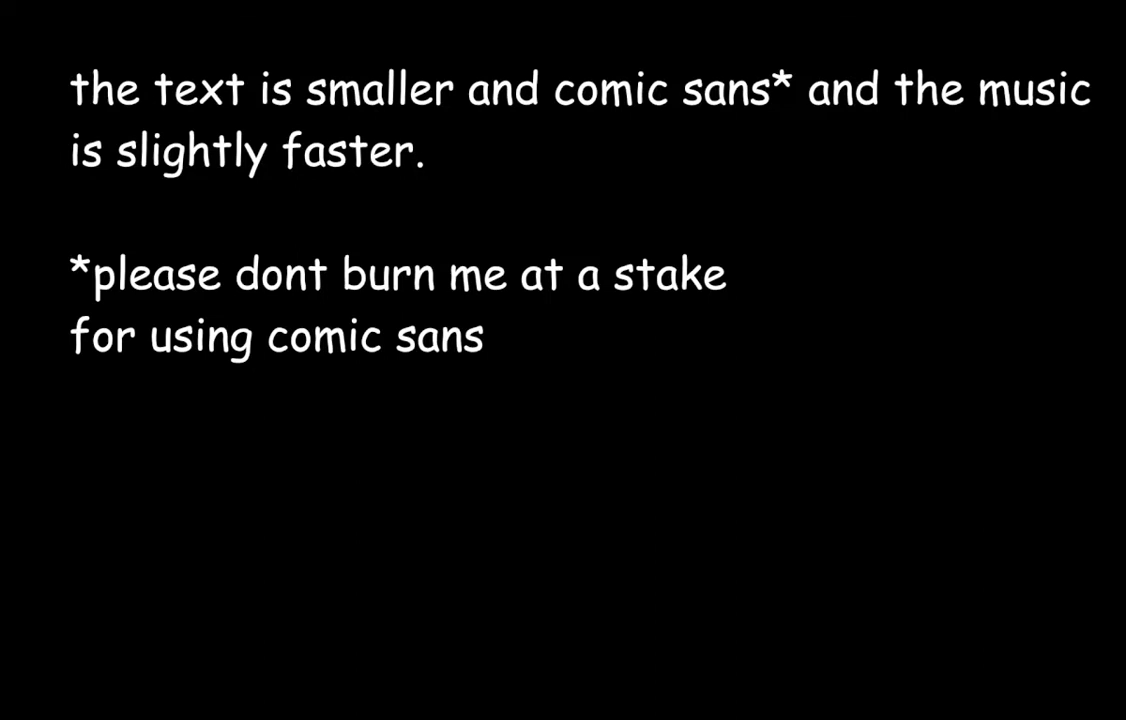 the text is smaller and comic sans* and the music
is slightly faster.
*please dont burn me at a stake
for using comic sans